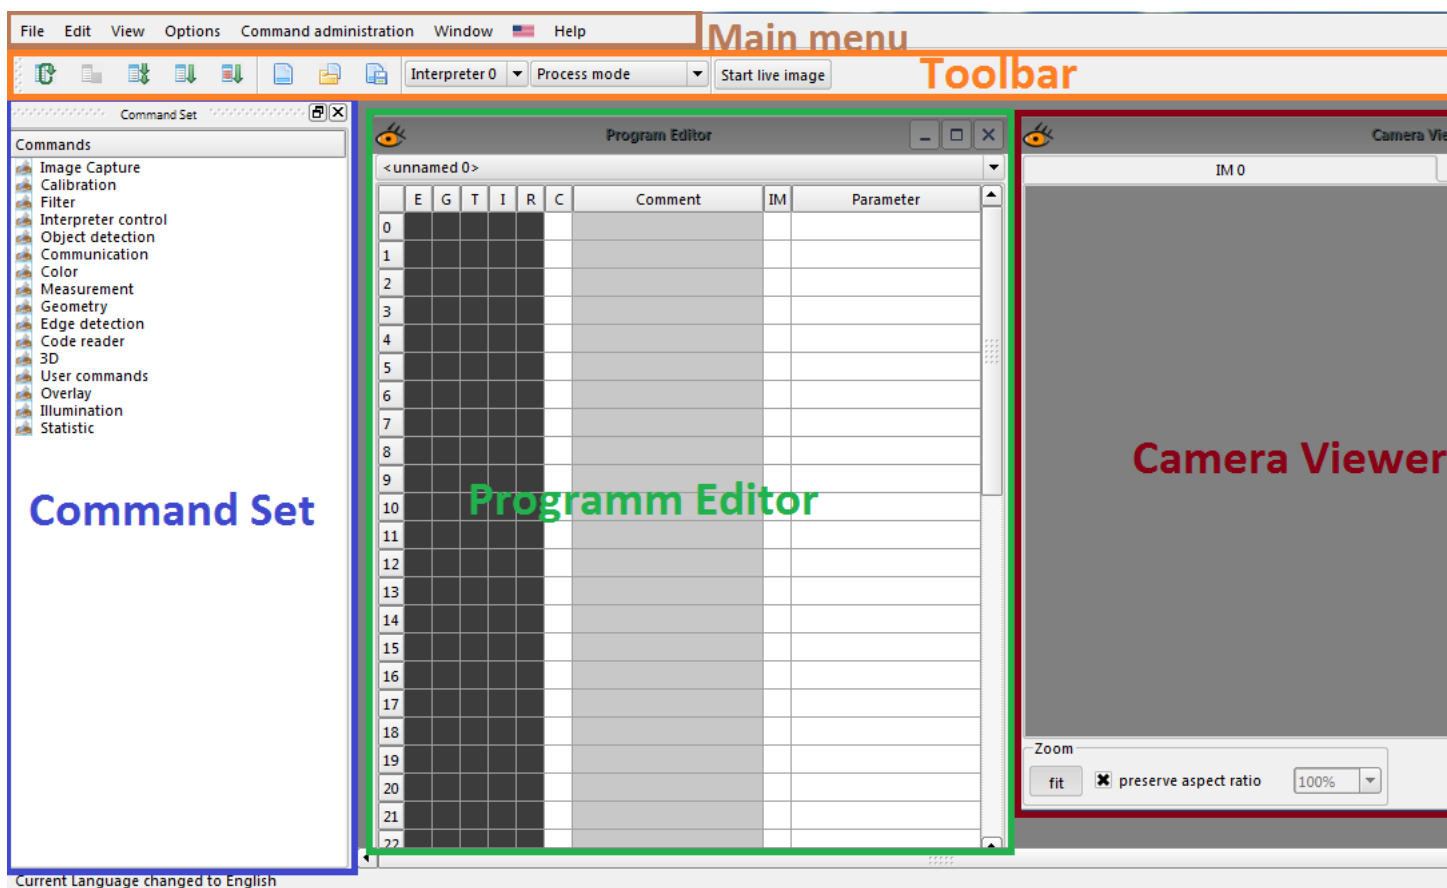 File Edit View Options Command administration Window Help
Main menu
Interpreter 0 Process mode Start live image
Toolbar
Command Set
Commands
Image Capture
Calibration
Filter
Interpreter control
Object detection
Communication
Color
Measurement
Geometry
Edge detection
Code reader
3D
User commands
Overlay
Illumination
Statistic
Command Set
Program Editor
<unnamed 0>
E G T I R C Comment IM Parameter
0
1
2
3
4
5
6
7
8
9
10
11
12
13
14
15
16
17
18
19
20
21
22
Programm Editor
Camera Vie
IM 0
Camera Viewer
Zoom
fit preserve aspect ratio 100%
Current Language changed to English